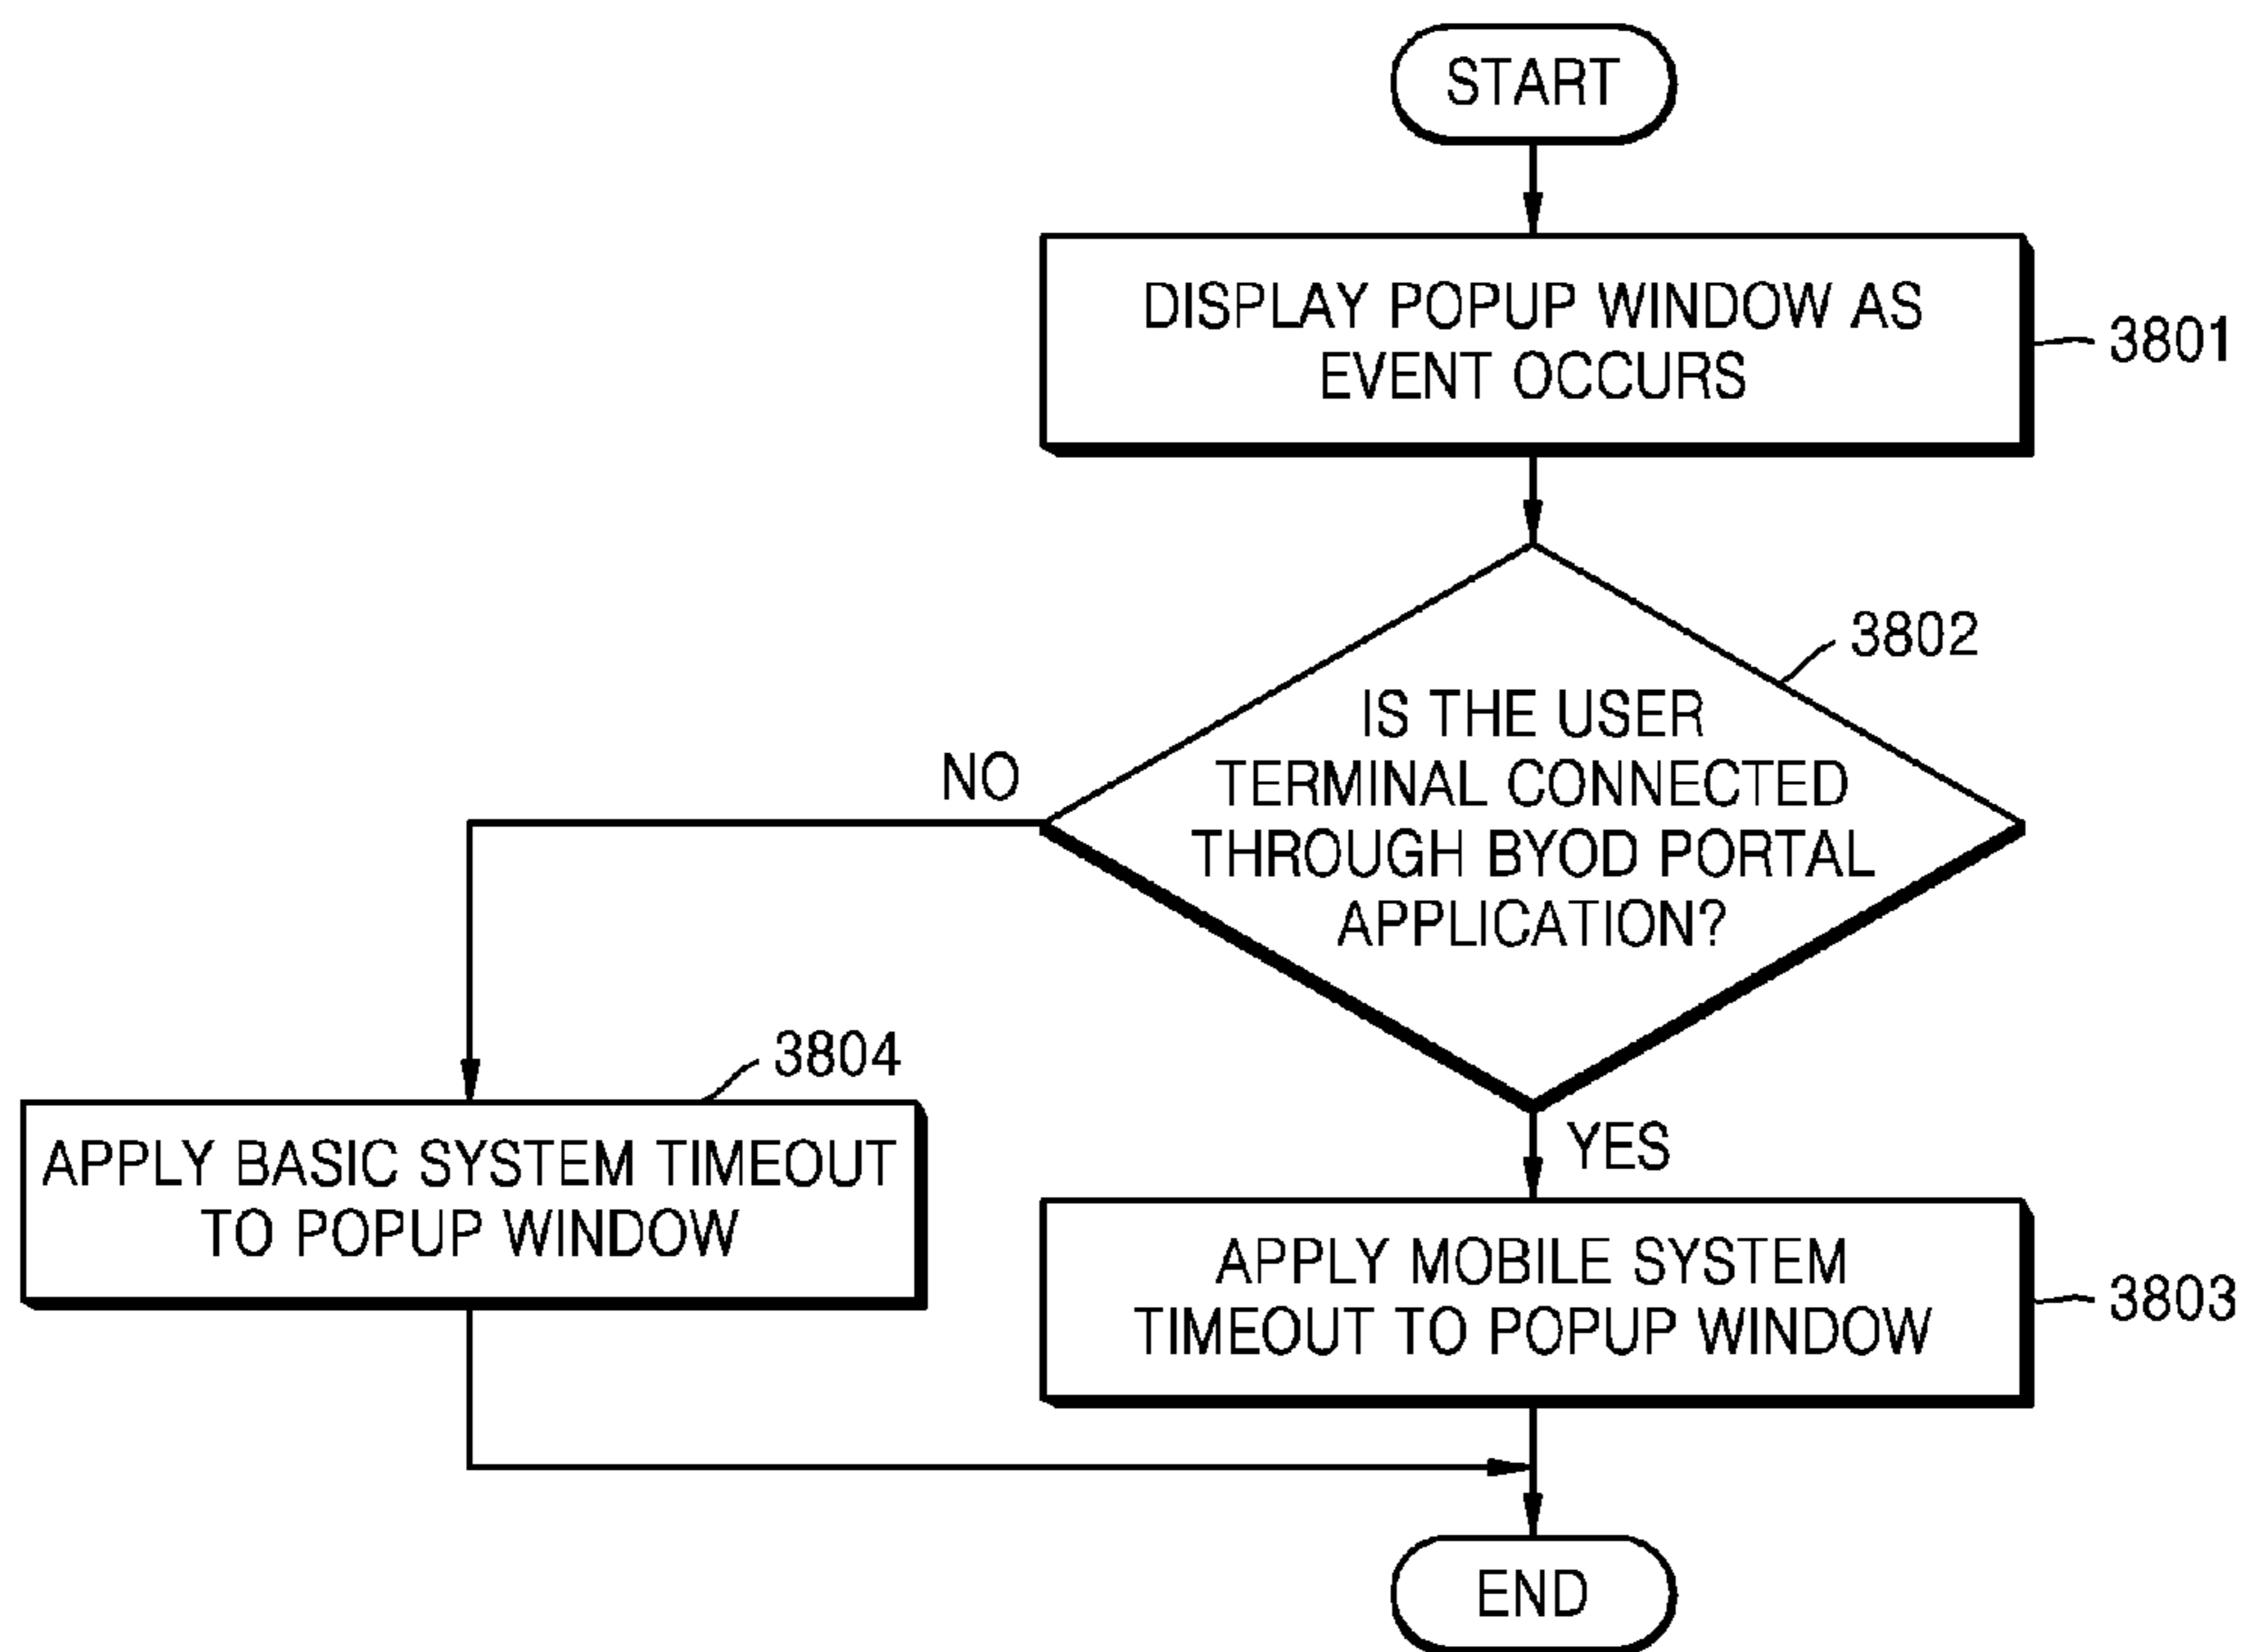 START
DISPLAY POPUP WINDOW AS
EVENT OCCURS
3801
3802
IS THE USER
TERMINAL CONNECTED
THROUGH BYOD PORTAL
APPLICATION?
NO
YES
3804
APPLY BASIC SYSTEM TIMEOUT
TO POPUP WINDOW
APPLY MOBILE SYSTEM
TIMEOUT TO POPUP WINDOW
3803
END